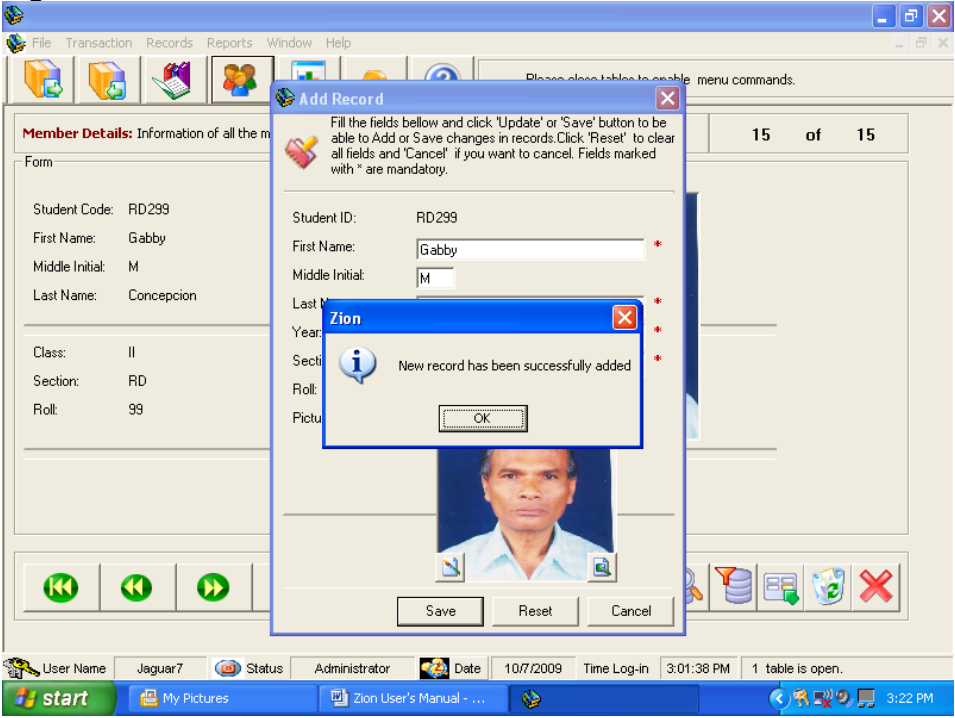 File Transaction Records Reports Window Help
Please close tables to enable menu commands.
Member Details: Information of all the m
15 of 15
Form
Student Code: RD299
First Name: Gabby
Middle Initial: M
Last Name: Concepcion
Class: II
Section: RD
Roll: 99
Add Record
Fill the fields bellow and click 'Update' or 'Save' button to be
able to Add or Save changes in records.Click 'Reset' to clear
all fields and 'Cancel' if you want to cancel. Fields marked
with * are mandatory.
Student ID: RD299
First Name: Gabby *
Middle Initial: M
Last *
Year: *
Secti *
Roll:
Pictu
Zion
New record has been successfully added
OK
Save Reset Cancel
User Name Jaguar7 Status Administrator Date 10/7/2009 Time Log-in 3:01:38 PM 1 table is open.
start My Pictures Zion User's Manual - ... 3:22 PM